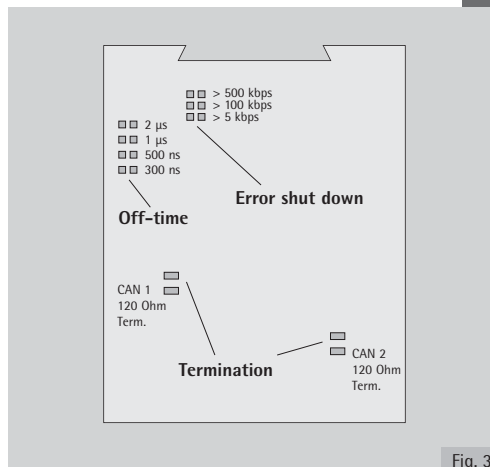 > 500 kbps
> 100 kbps
> 5 kbps
2 µs
1 µs
500 ns
300 ns
Error shut down
Off-time
CAN 1
120 Ohm
Term.
Termination
CAN 2
120 Ohm
Term.
Fig. 3